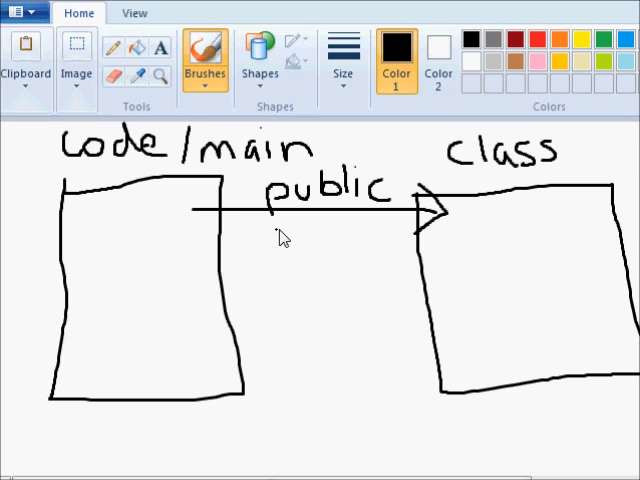 Home View
Clipboard Image Brushes Shapes Size Color 1 Color 2
Tools Shapes Colors
code/main class
public